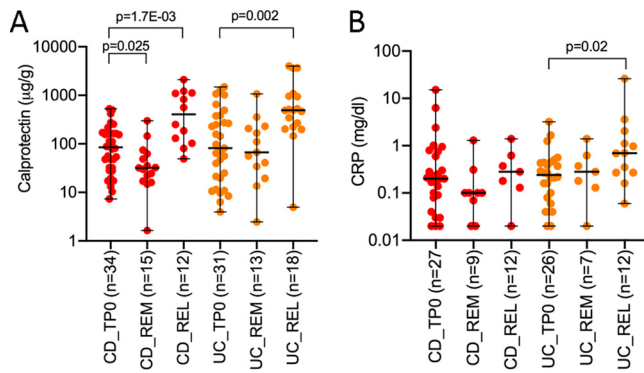 A
p=1.7E-03
p=0.002
p=0.025
Calprotectin (µg/g)
10000
1000
100
10
1
CD_TP0 (n=34)
CD_REM (n=15)
CD_REL (n=12)
UC_TP0 (n=31)
UC_REM (n=13)
UC_REL (n=18)
B
p=0.02
CRP (mg/dl)
100
10
1
0.1
0.01
CD_TP0 (n=27)
CD_REM (n=9)
CD_REL (n=12)
UC_TP0 (n=26)
UC_REM (n=7)
UC_REL (n=12)